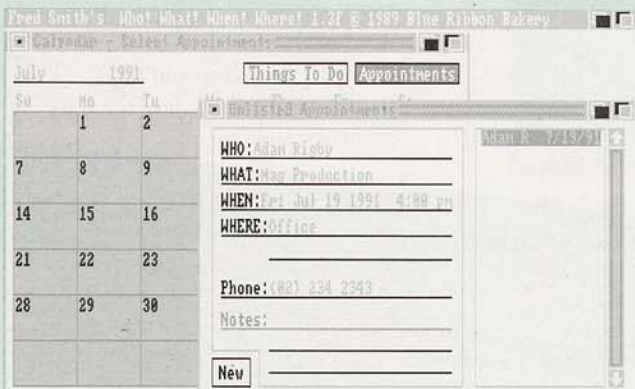 Fred Smith's Who! What! When! Where! 1.3f © 1989 Blue Ribbon Bakery
Calendar - Select Appointments
July 1991 Things To Do Appointments
Su Mo Tu
1 2
7 8 9
14 15 16
21 22 23
28 29 30
Unlisted Appointments
WHO: Adam Rigby
WHAT: Mag Production
WHEN: Fri Jul 19 1991 4:00 pm
WHERE: Office
Phone: (02) 234 2343
Notes:
New
Adam R 7/19/91